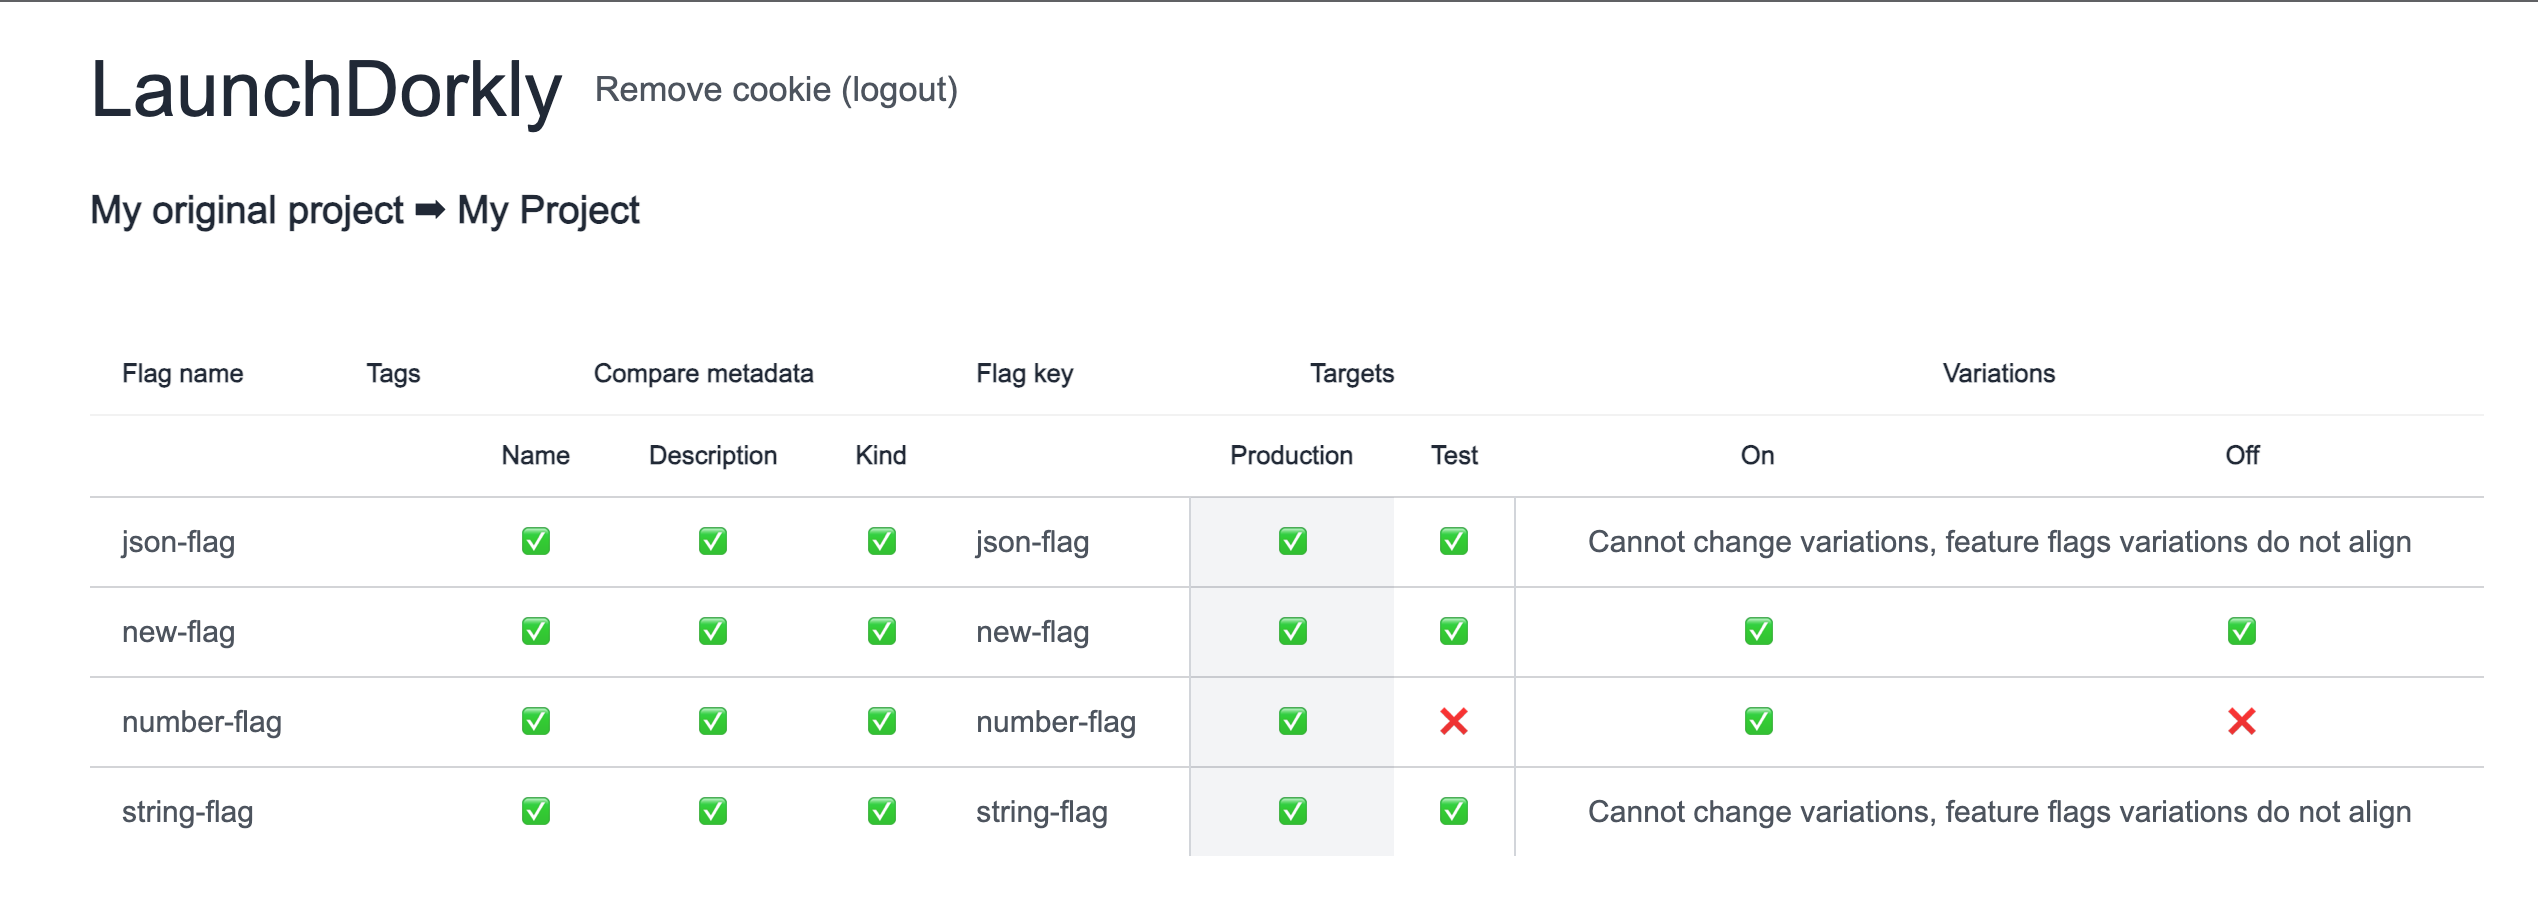 LaunchDorkly Remove cookie (logout)
My original project ➡ My Project
Flag name Tags Compare metadata Flag key Targets Variations
Name Description Kind Production Test On Off
json-flag ✅ ✅ ✅ json-flag ✅ ✅ Cannot change variations, feature flags variations do not align
new-flag ✅ ✅ ✅ new-flag ✅ ✅ ✅ ✅
number-flag ✅ ✅ ✅ number-flag ✅ ❌ ✅ ❌
string-flag ✅ ✅ ✅ string-flag ✅ ✅ Cannot change variations, feature flags variations do not align